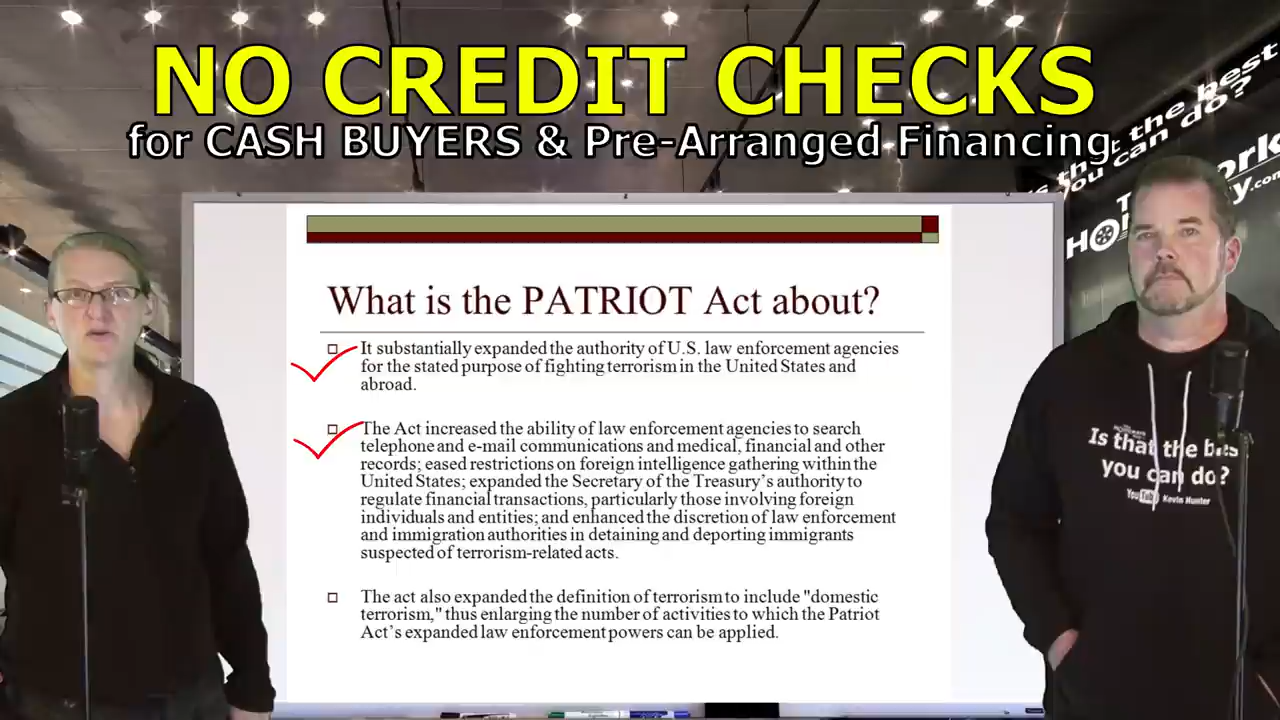 NO CREDIT CHECKS
for CASH BUYERS & Pre-Arranged Financing
the best
you can do?
.com
What is the PATRIOT Act about?
It substantially expanded the authority of U.S. law enforcement agencies
for the stated purpose of fighting terrorism in the United States and
abroad.
The Act increased the ability of law enforcement agencies to search
telephone and e-mail communications and medical, financial and other
records; eased restrictions on foreign intelligence gathering within the
United States; expanded the Secretary of the Treasury's authority to
regulate financial transactions, particularly those involving foreign
individuals and entities; and enhanced the discretion of law enforcement
and immigration authorities in detaining and deporting immigrants
suspected of terrorism-related acts.
The act also expanded the definition of terrorism to include "domestic
terrorism," thus enlarging the number of activities to which the Patriot
Act's expanded law enforcement powers can be applied.
Is that the
you can do?
You Kevin Hunter